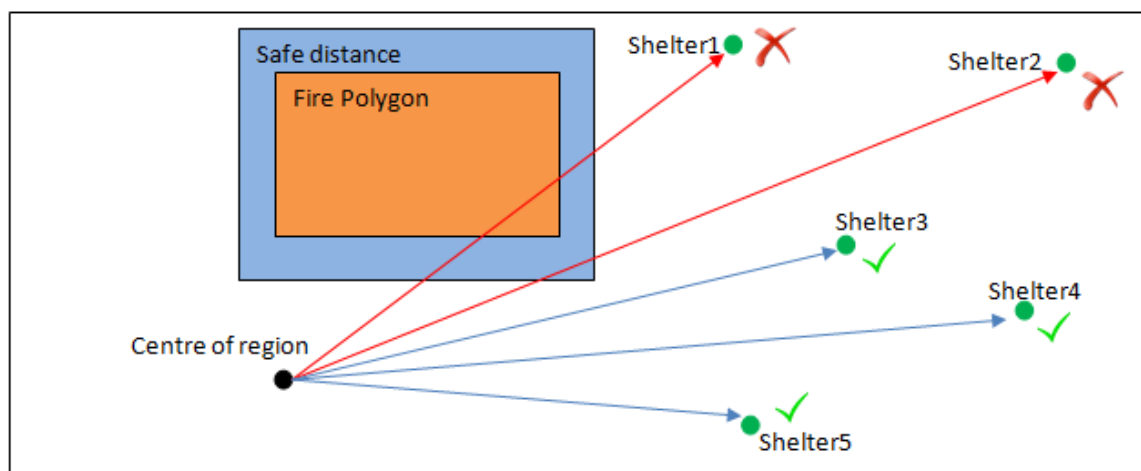 Shelter1
Shelter2
Safe distance
Fire Polygon
Shelter3
Shelter4
Centre of region
Shelter5